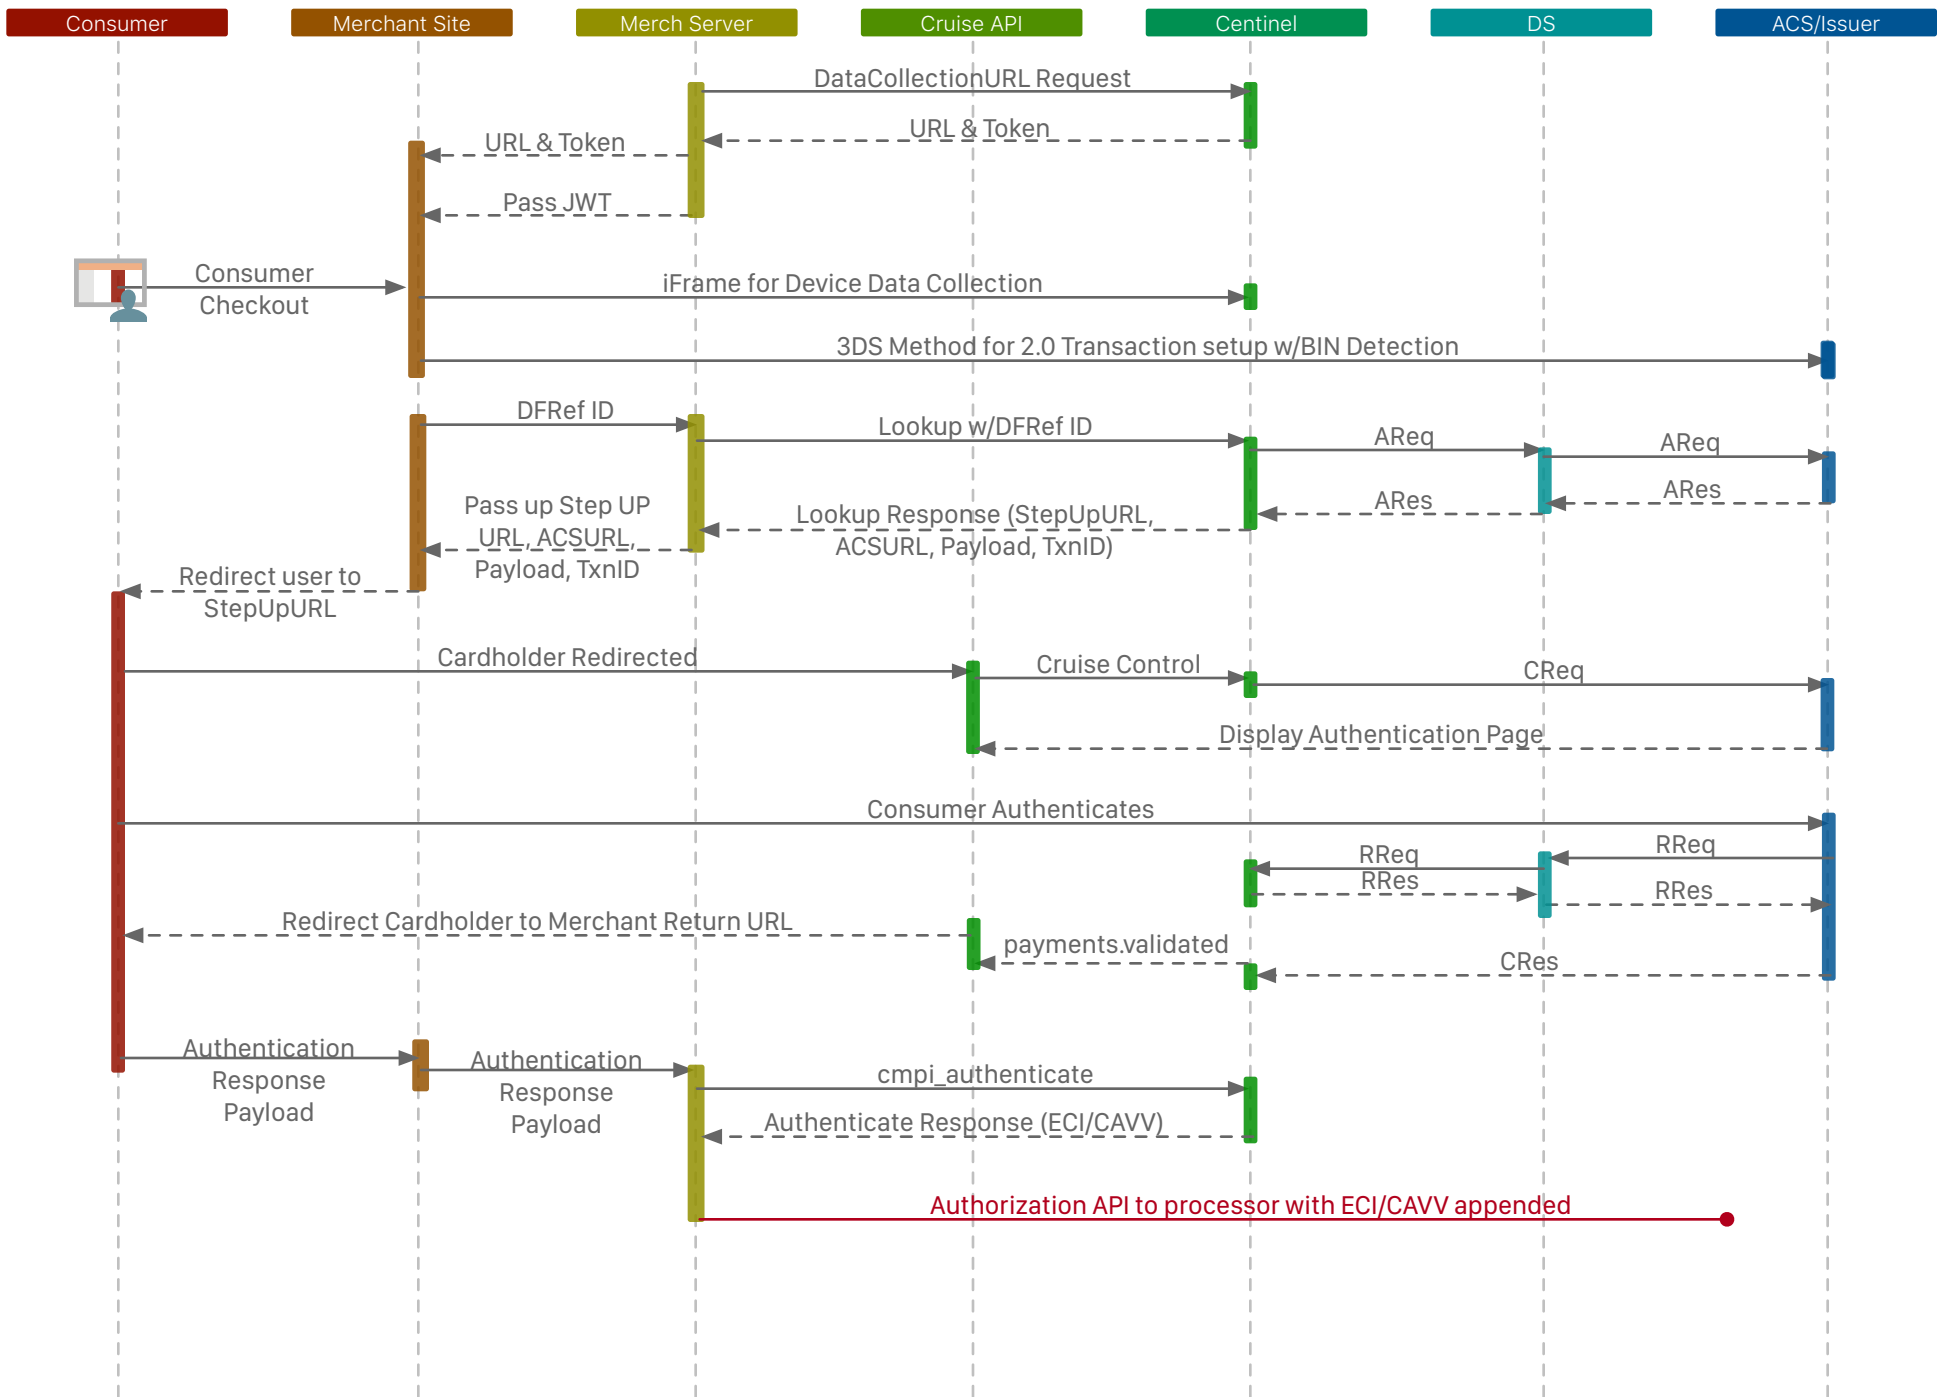 Consumer
Merchant Site
Merch Server
Cruise API
Centinel
DS
ACS/Issuer
DataCollectionURL Request
URL & Token
URL & Token
Pass JWT
Consumer
Checkout
iFrame for Device Data Collection
3DS Method for 2.0 Transaction setup w/BIN Detection
DFRef ID
Lookup w/DFRef ID
AReq
AReq
ARes
ARes
Lookup Response (StepUpURL,
ACSURL, Payload, TxnID)
Pass up Step UP
URL, ACSURL,
Payload, TxnID
Redirect user to
StepUpURL
Cardholder Redirected
Cruise Control
CReq
Display Authentication Page
Consumer Authenticates
RReq
RReq
RRes
RRes
Redirect Cardholder to Merchant Return URL
payments.validated
CRes
Authentication
Response
Payload
Authentication
Response
Payload
cmpi_authenticate
Authenticate Response (ECI/CAVV)
Authorization API to processor with ECI/CAVV appended